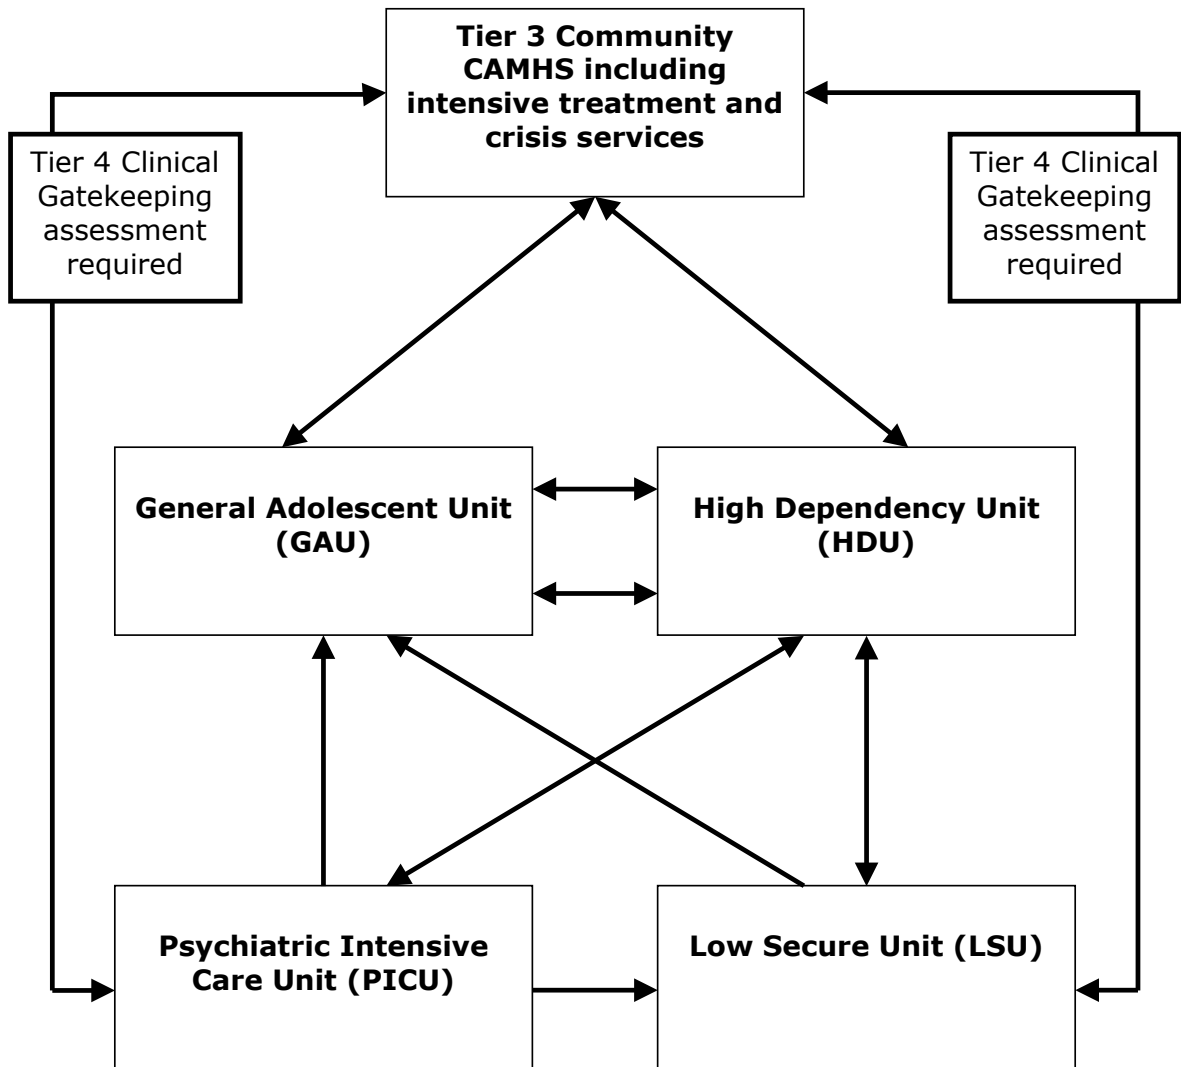 Tier 3 Community
CAMHS including
intensive treatment and
crisis services
Tier 4 Clinical
Gatekeeping
assessment
required
Tier 4 Clinical
Gatekeeping
assessment
required
General Adolescent Unit
(GAU)
High Dependency Unit
(HDU)
Psychiatric Intensive
Care Unit (PICU)
Low Secure Unit (LSU)